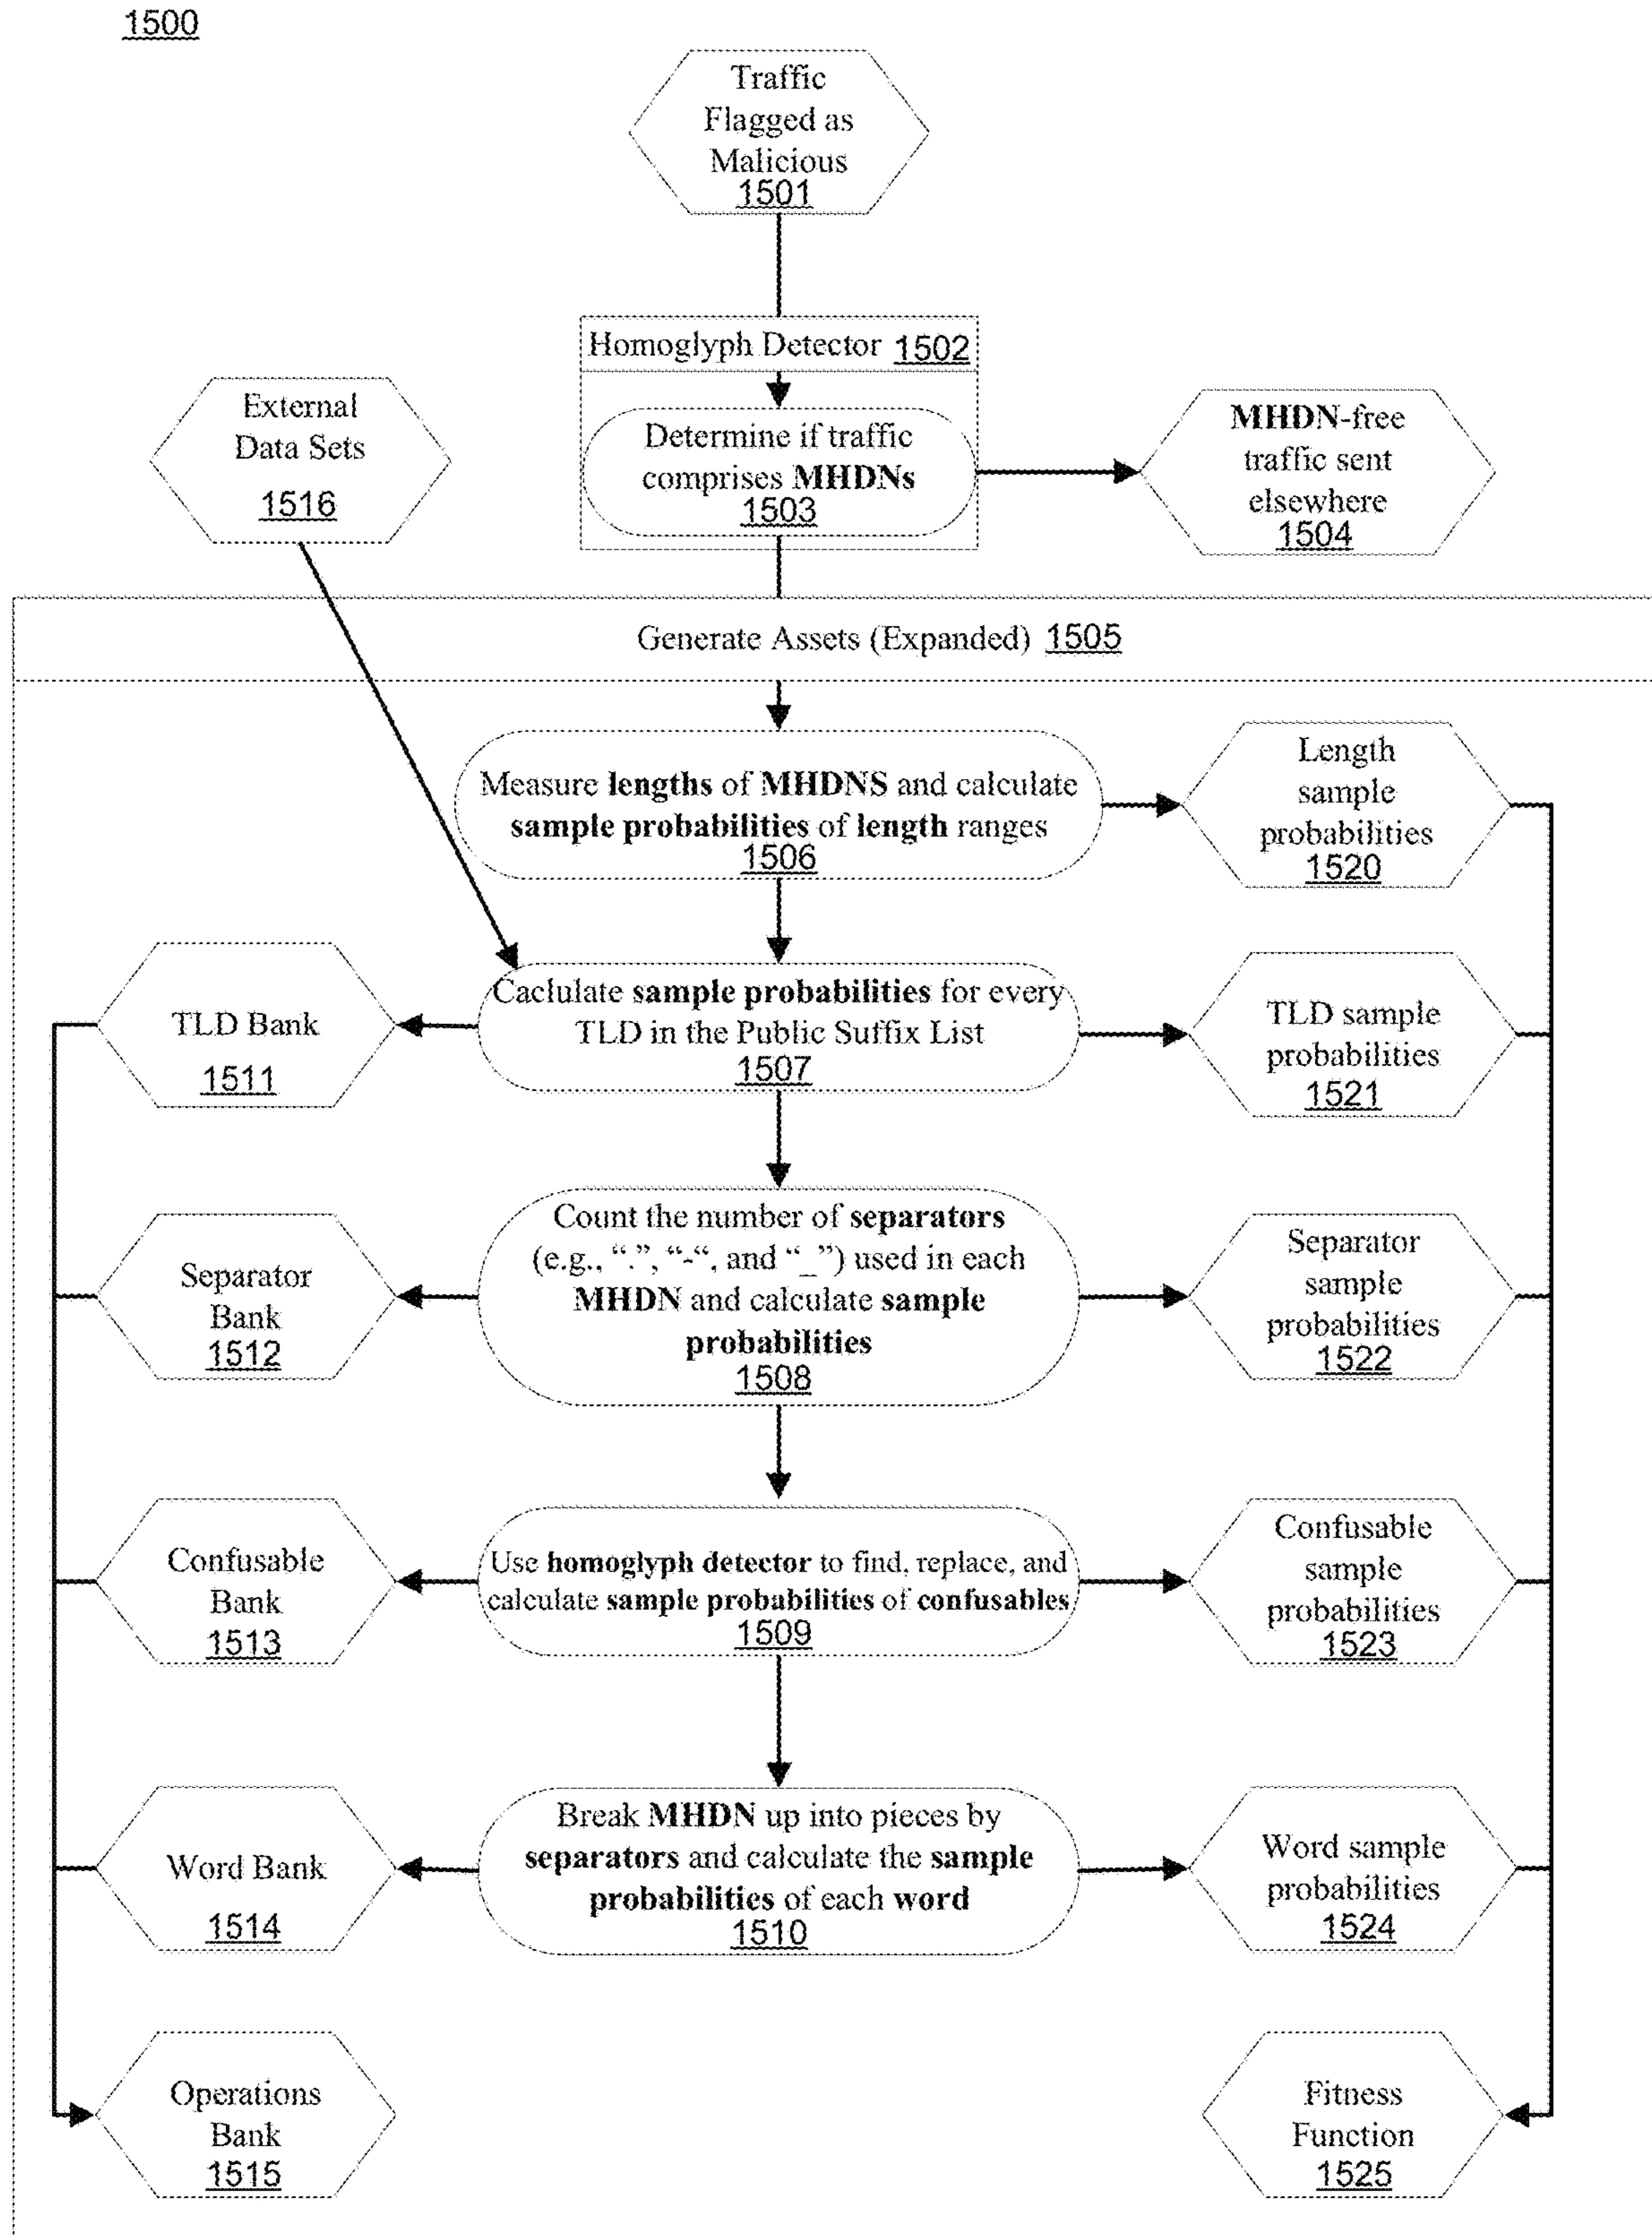 1500
Traffic
Flagged as
Malicious
1501
Homoglyph Detector 1502
Determine if traffic
comprises MHDNs
1503
MHDN-free
traffic sent
elsewhere
1504
External
Data Sets
1516
Generate Assets (Expanded) 1505
Measure lengths of MHDNS and calculate
sample probabilities of length ranges
1506
Length
sample
probabilities
1520
TLD Bank
1511
Caclulate sample probabilities for every
TLD in the Public Suffix List
1507
TLD sample
probabilities
1521
Separator
Bank
1512
Count the number of separators
(e.g., “.”, “-“, and “_”) used in each
MHDN and calculate sample
probabilities
1508
Separator
sample
probabilities
1522
Confusable
Bank
1513
Use homoglyph detector to find, replace, and
calculate sample probabilities of confusables
1509
Confusable
sample
probabilities
1523
Word Bank
1514
Break MHDN up into pieces by
separators and calculate the sample
probabilities of each word
1510
Word sample
probabilities
1524
Operations
Bank
1515
Fitness
Function
1525